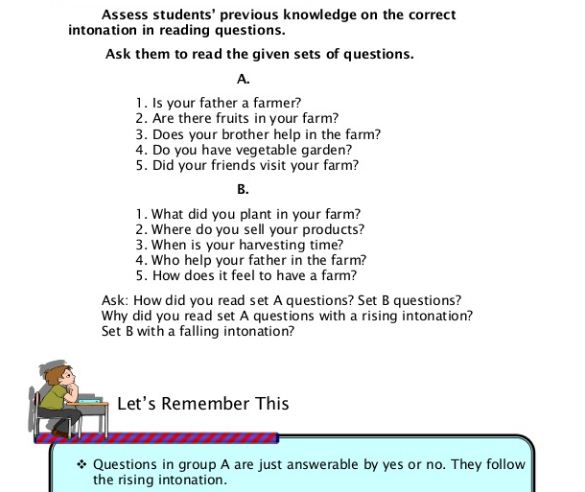 Assess students' previous knowledge on the correct
intonation in reading questions.
Ask them to read the given sets of questions.
A.
1. Is your father a farmer?
2. Are there fruits in your farm?
3. Does your brother help in the farm?
4. Do you have vegetable garden?
5. Did your friends visit your farm?
B.
1. What did you plant in your farm?
2. Where do you sell your products?
3. When is your harvesting time?
4. Who help your father in the farm?
5. How does it feel to have a farm?
Ask: How did you read set A questions? Set B questions?
Why did you read set A questions with a rising intonation?
Set B with a falling intonation?
Let's Remember This
❖ Questions in group A are just answerable by yes or no. They follow
the rising intonation.